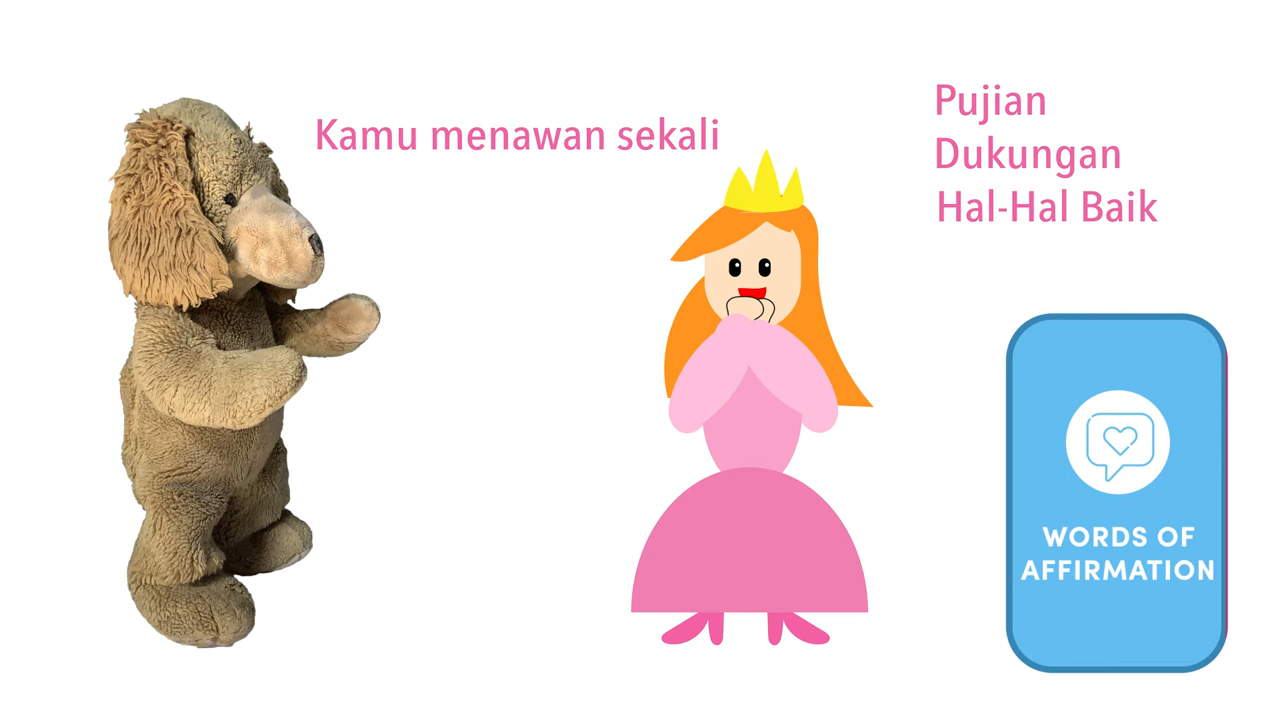 Kamu menawan sekali
Pujian
Dukungan
Hal-Hal Baik
WORDS OF
AFFIRMATION